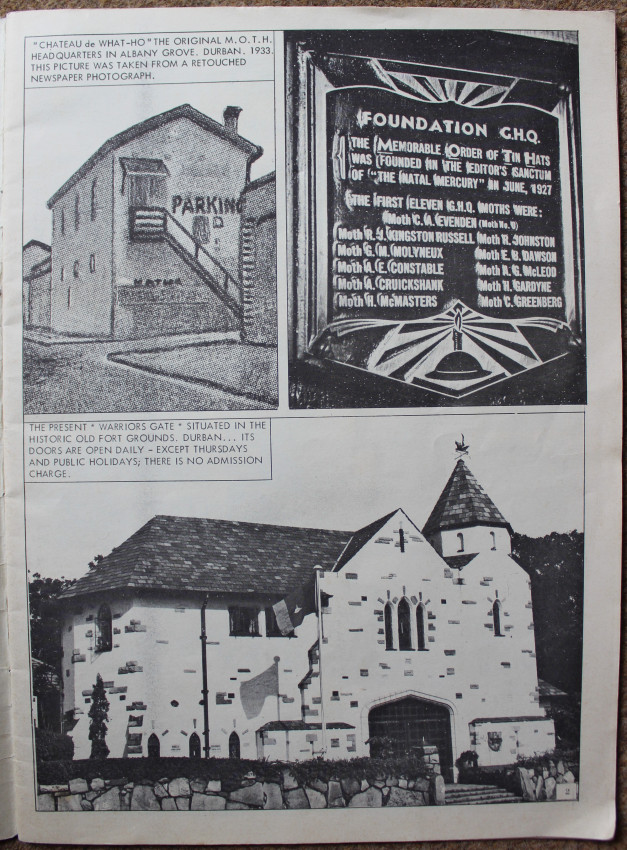 "CHATEAU de WHAT-HO" THE ORIGINAL M.O.T.H.
HEADQUARTERS IN ALBANY GROVE, DURBAN, 1933.
THIS PICTURE WAS TAKEN FROM A RETOUCHED
NEWSPAPER PHOTOGRAPH.
PARKING
FOUNDATION G.H.Q.
THE MEMORABLE ORDER OF TIN HATS
WAS FOUNDED IN THE EDITOR'S SANCTUM
OF "THE NATAL MERCURY" IN JUNE, 1927
THE FIRST ELEVEN G.H.Q. MOTHS WERE:
Moth C. A. EVENDEN (Moth No. 0)
Moth R. J. KINGSTON RUSSELL
Moth G. M. MOLYNEUX
Moth A. E. CONSTABLE
Moth A. CRUICKSHANK
Moth H. McMASTERS
Moth R. JOHNSTON
Moth E. B. DAWSON
Moth R. G. McLEOD
Moth H. GARDYNE
Moth C. GREENBERG
THE PRESENT " WARRIORS GATE " SITUATED IN THE
HISTORIC OLD FORT GROUNDS. DURBAN... ITS
DOORS ARE OPEN DAILY - EXCEPT THURSDAYS
AND PUBLIC HOLIDAYS; THERE IS NO ADMISSION
CHARGE.
2